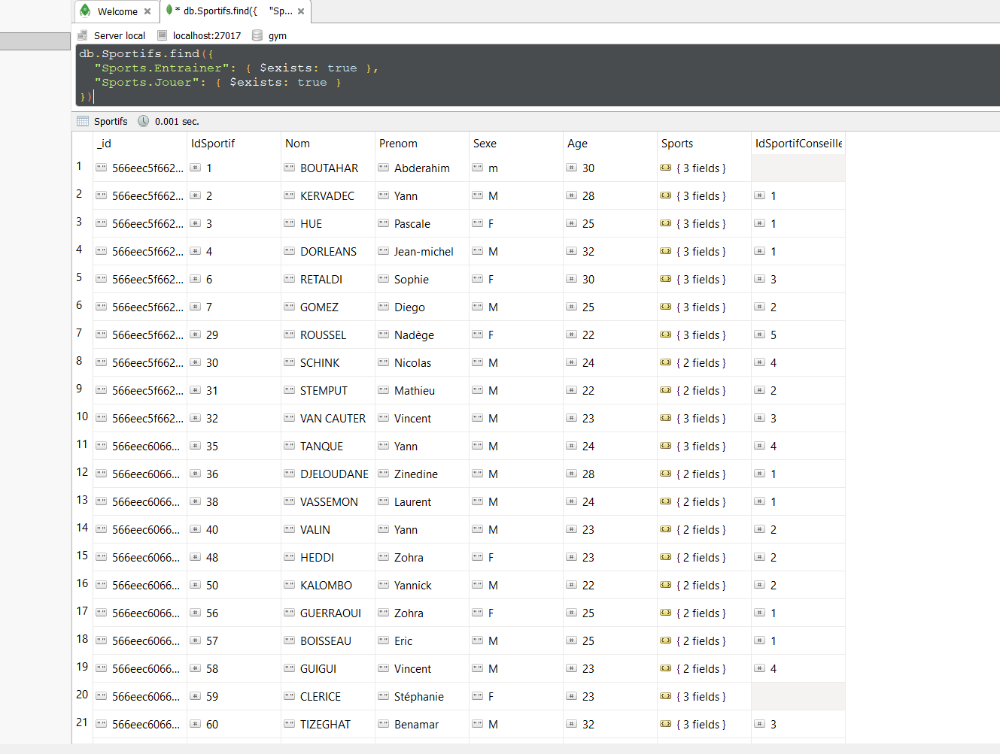 Welcome
* db.Sportifs.find({ "Sp...
Server local localhost:27017 gym
db.Sportifs.find({
"Sports.Entrainer": { $exists: true },
"Sports.Jouer": { $exists: true }
})
Sportifs 0.001 sec.
_id IdSportif Nom Prenom Sexe Age Sports IdSportifConseille
1 566eec5f662... 1 BOUTAHAR Abderahim m 30 { 3 fields }
2 566eec5f662... 2 KERVADEC Yann M 28 { 3 fields } 1
3 566eec5f662... 3 HUE Pascale F 25 { 3 fields } 1
4 566eec5f662... 4 DORLEANS Jean-michel M 32 { 3 fields } 1
5 566eec5f662... 6 RETALDI Sophie F 30 { 3 fields } 3
6 566eec5f662... 7 GOMEZ Diego M 25 { 3 fields } 2
7 566eec5f662... 29 ROUSSEL Nadège F 22 { 3 fields } 5
8 566eec5f662... 30 SCHINK Nicolas M 24 { 2 fields } 4
9 566eec5f662... 31 STEMPUT Mathieu M 22 { 2 fields } 2
10 566eec5f662... 32 VAN CAUTER Vincent M 23 { 3 fields } 3
11 566eec6066... 35 TANQUE Yann M 24 { 3 fields } 4
12 566eec6066... 36 DJELOUDANE Zinedine M 28 { 2 fields } 1
13 566eec6066... 38 VASSEMON Laurent M 24 { 2 fields } 1
14 566eec6066... 40 VALIN Yann M 23 { 2 fields } 2
15 566eec6066... 48 HEDDI Zohra F 23 { 2 fields } 2
16 566eec6066... 50 KALOMBO Yannick M 22 { 2 fields } 2
17 566eec6066... 56 GUERRAOUI Zohra F 25 { 2 fields } 1
18 566eec6066... 57 BOISSEAU Eric M 25 { 2 fields } 1
19 566eec6066... 58 GUIGUI Vincent M 23 { 2 fields } 4
20 566eec6066... 59 CLERICE Stéphanie F 23 { 3 fields }
21 566eec6066... 60 TIZEGHAT Benamar M 32 { 3 fields } 3